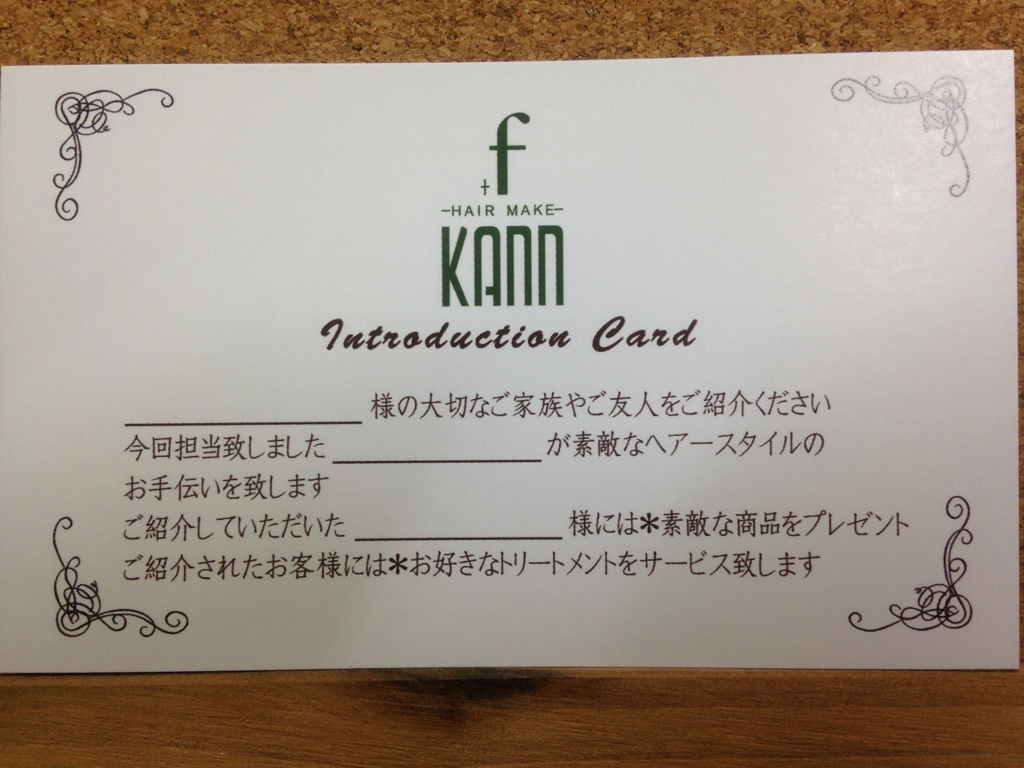 +f
-HAIR MAKE-
KANN
Introduction Card
様の大切なご家族やご友人をご紹介ください
今回担当致しました が素敵なヘアースタイルの
お手伝いを致します
ご紹介していただいた 様には*素敵な商品をプレゼント
ご紹介されたお客様には*お好きなトリートメントをサービス致します